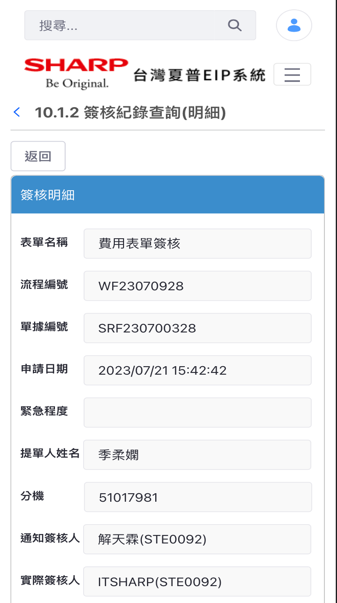 搜尋...
SHARP
Be Original.
台灣夏普EIP系統
10.1.2 簽核紀錄查詢(明細)
返回
簽核明細
表單名稱 費用表單簽核
流程編號 WF23070928
單據編號 SRF230700328
申請日期 2023/07/21 15:42:42
緊急程度
提單人姓名 季柔嫻
分機 51017981
通知簽核人 解天霖(STE0092)
實際簽核人 ITSHARP(STE0092)